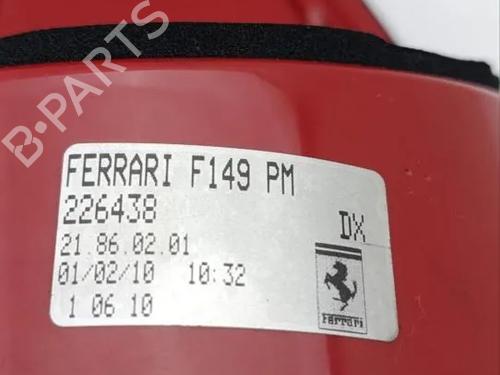 B-PARTS
FERRARI F149 PM
226438
DX
21.86.02.01
01/02/10 10:32
1 06 10
Ferrari